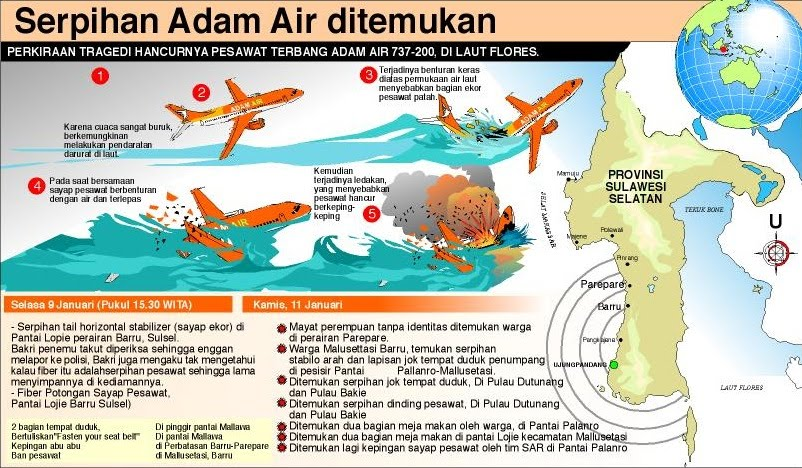 Serpihan Adam Air ditemukan
PERKIRAAN TRAGEDI HANCURNYA PESAWAT TERBANG ADAM AIR 737-200, DI LAUT FLORES.
1
Karena cuaca sangat buruk,
berkemungkinan
melakukan pendaratan
darurat di laut.
2
ADAM AIR
3
Terjadinya benturan keras
diatas permukaan air laut
menyebabkan bagian ekor
pesawat patah.
4
Pada saat bersamaan
sayap pesawat berbenturan
dengan air dan terlepas
AIR
Kemudian
terjadinya ledakan,
yang menyebabkan
pesawat hancur
berkeping-
keping
5
Selasa 9 Januari (Pukul 15.30 WITA)
- Serpihan tail horizontal stabilizer (sayap ekor) di
Pantai Lopie perairan Barru, Sulsel.
Bakri penemu takut diperiksa sehingga enggan
melapor ke polisi, Bakri juga mengaku tak mengetahui
kalau fiber itu adalahserpihan pesawat sehingga lama
menyimpannya di kediamannya.
- Fiber Potongan Sayap Pesawat,
Pantai Lojie Barru Sulsel)
2 bagian tempat duduk, Di pinggir pantai Mallava
Bertuliskan"Fasten your seat belt" Di pantai Mallava
Kepingan abu abu di Perbatasan Barru-Parepare
Ban pesawat di Mallusetasi, Barru
Kamis, 11 Januari
Mayat perempuan tanpa identitas ditemukan warga
di perairan Parepare.
Warga Malusettasi Barru, temukan serpihan
stabilo arah dan lapisan jok tempat duduk penumpang
di pesisir Pantai Pallanro-Mallusetasi.
Ditemukan serpihan jok tempat duduk, Di Pulau Dutunang
dan Pulau Bakie
Ditemukan serpihan dinding pesawat, Di Pulau Dutunang
dan Pulau Bakie
Ditemukan dua bagian meja makan oleh warga, di Pantai Palanro
Ditemukan dua bagian meja makan di pantai Lojie kecamatan Mallusetasi
Ditemukan lagi kepingan sayap pesawat oleh tim SAR di Pantai Palanro
PROVINSI
SULAWESI
SELATAN
Mamuju
SELAT MAKASSAR
Majene
Polewali
Pinrang
Parepare
Barru
Pangkajene
UJUNGPANDANG
TELUK BONE
U
LAUT FLORES